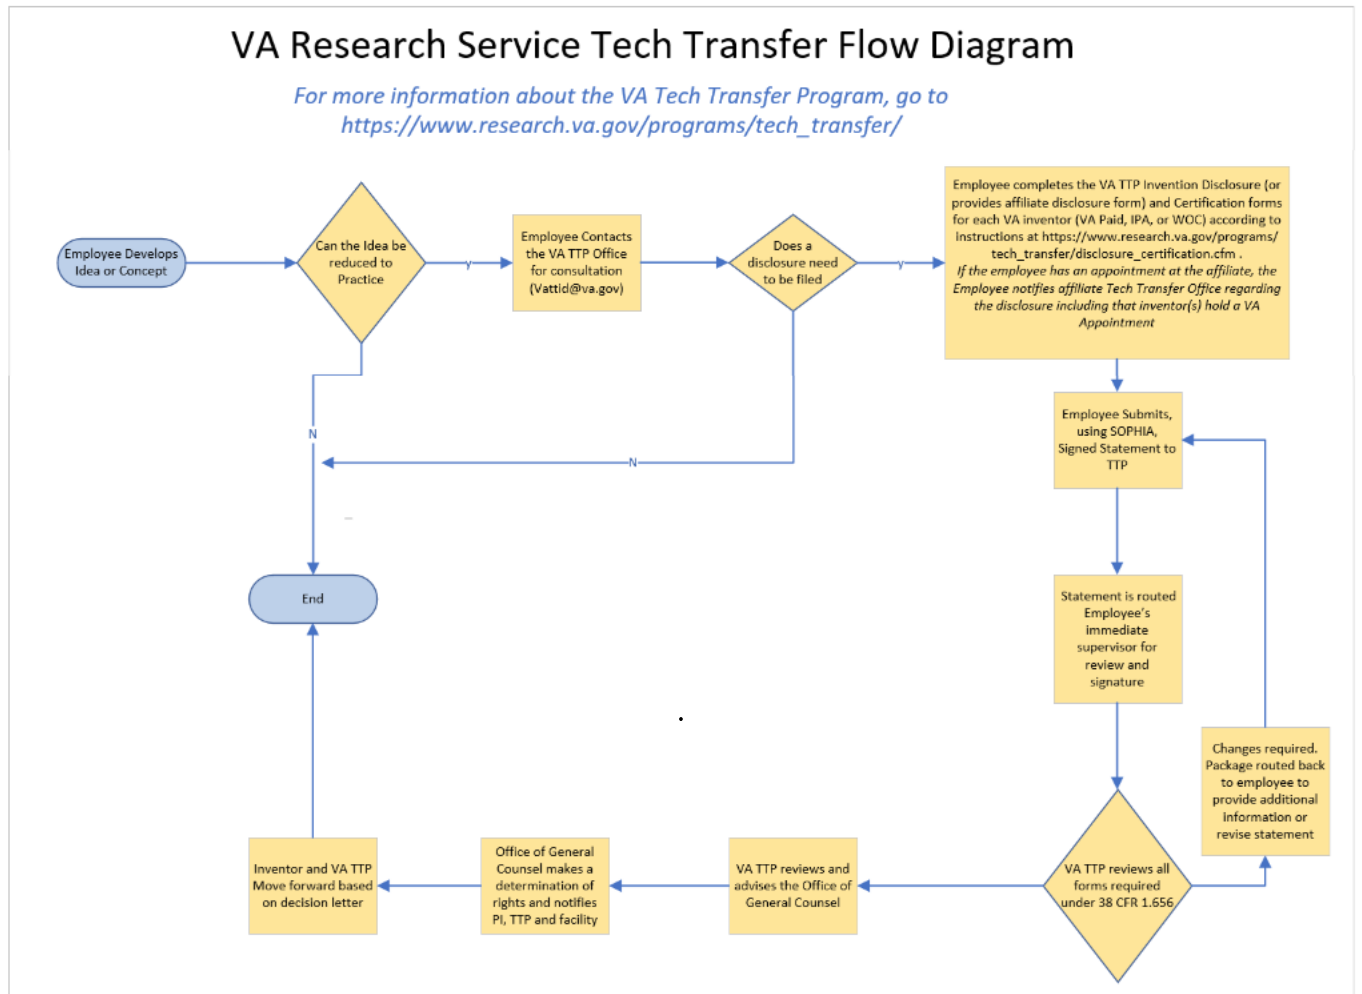 VA Research Service Tech Transfer Flow Diagram
For more information about the VA Tech Transfer Program, go to
https://www.research.va.gov/programs/tech_transfer/
Employee Develops
Idea or Concept
Can the Idea be
reduced to
Practice
y
Employee Contacts
the VA TTP Office
for consultation
(Vattid@va.gov)
Does a
disclosure need
to be filed
y
Employee completes the VA TTP Invention Disclosure (or
provides affiliate disclosure form) and Certification forms
for each VA inventor (VA Paid, IPA, or WOC) according to
instructions at https://www.research.va.gov/programs/
tech_transfer/disclosure_certification.cfm .
If the employee has an appointment at the affiliate, the
Employee notifies affiliate Tech Transfer Office regarding
the disclosure including that inventor(s) hold a VA
Appointment
N
N
Employee Submits,
using SOPHIA,
Signed Statement to
TTP
End
Statement is routed
Employee's
immediate
supervisor for
review and
signature
Changes required.
Package routed back
to employee to
provide additional
information or
revise statement
VA TTP reviews all
forms required
under 38 CFR 1.656
VA TTP reviews and
advises the Office of
General Counsel
Office of General
Counsel makes a
determination of
rights and notifies
PI, TTP and facility
Inventor and VA TTP
Move forward based
on decision letter